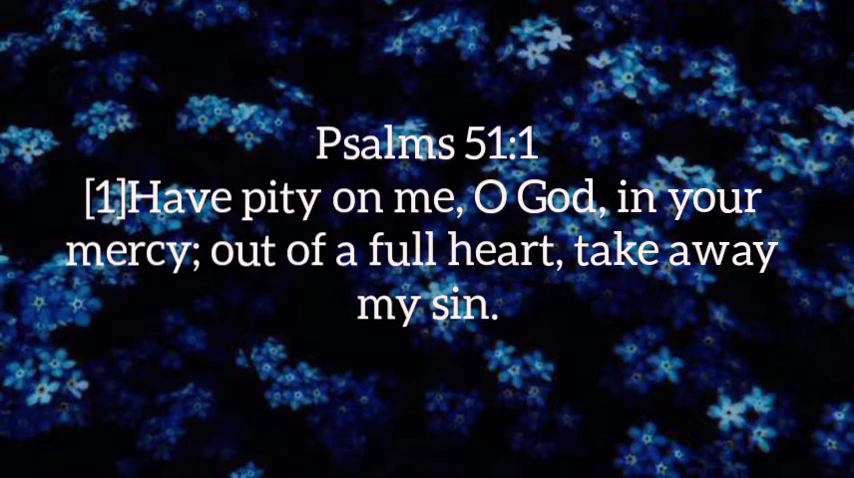 Psalms 51:1
[1]Have pity on me, O God, in your
mercy; out of a full heart, take away
my sin.